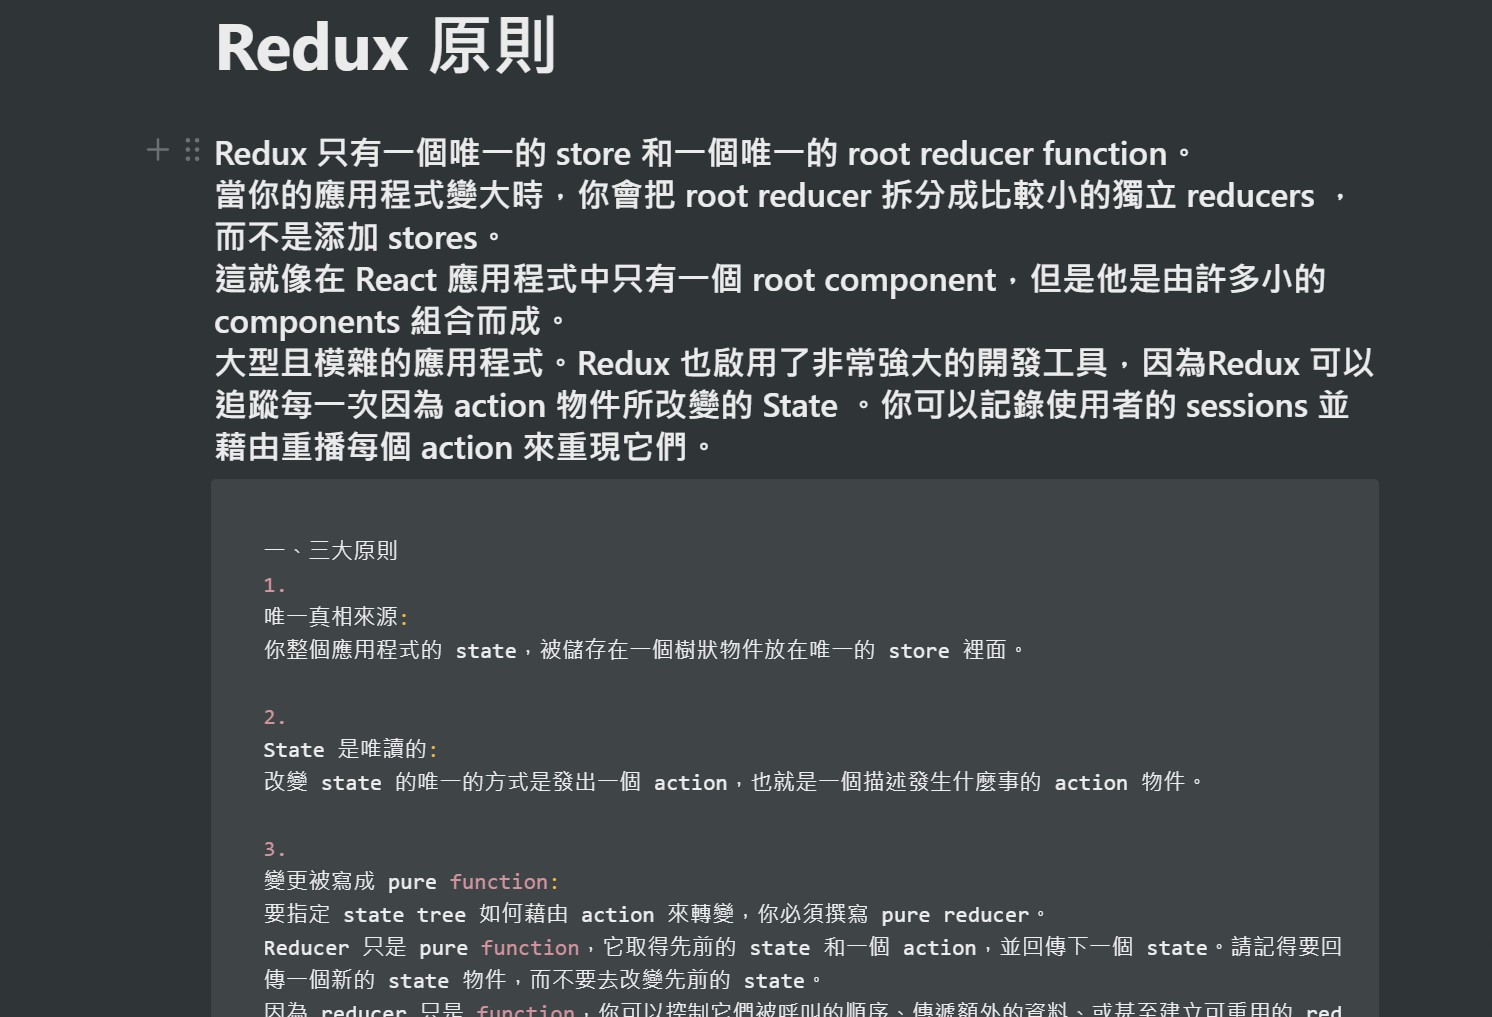 Redux 原則
Redux 只有一個唯一的 store 和一個唯一的 root reducer function。
當你的應用程式變大時，你會把 root reducer 拆分成比較小的獨立 reducers ，
而不是添加 stores。
這就像在 React 應用程式中只有一個 root component，但是他是由許多小的
components 組合而成。
大型且模雜的應用程式。Redux 也啟用了非常強大的開發工具，因為Redux 可以
追蹤每一次因為 action 物件所改變的 State 。你可以記錄使用者的 sessions 並
藉由重播每個 action 來重現它們。
一、三大原則
1.
唯一真相來源:
你整個應用程式的 state，被儲存在一個樹狀物件放在唯一的 store 裡面。
2.
State 是唯讀的:
改變 state 的唯一的方式是發出一個 action，也就是一個描述發生什麼事的 action 物件。
3.
變更被寫成 pure function:
要指定 state tree 如何藉由 action 來轉變，你必須撰寫 pure reducer。
Reducer 只是 pure function，它取得先前的 state 和一個 action，並回傳下一個 state。請記得要回
傳一個新的 state 物件，而不要去改變先前的 state。
因為 reducer 只是 function，你可以控制它們被呼叫的順序、傳遞額外的資料、或甚至建立可重用的 red